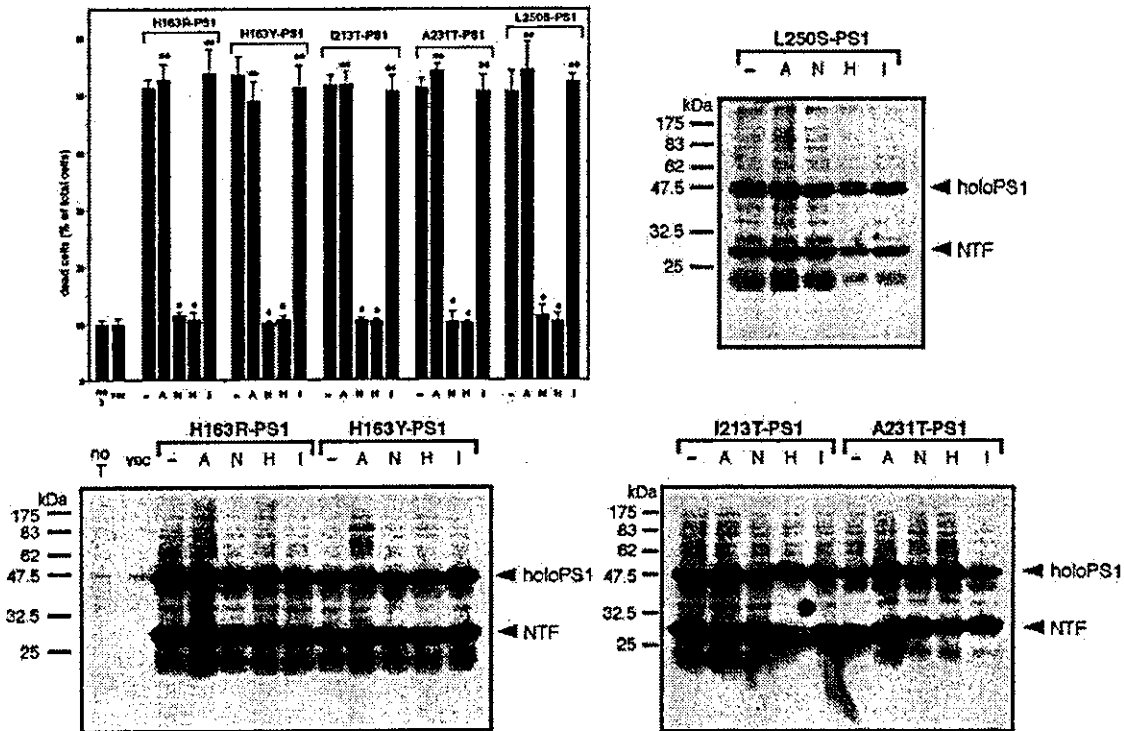 H163R-PS1
H163Y-PS1
I213T-PS1
A231T-PS1
L250S-PS1
dead cells (% of total cells)
no vec - A N H I - A N H I - A N H I - A N H I - A N H I
L250S-PS1
- A N H I
kDa
175
83
62
47.5
32.5
25
holoPS1
NTF
H163R-PS1 H163Y-PS1
no T vec - A N H I - A N H I
kDa
175
83
62
47.5
32.5
25
holoPS1
NTF
I213T-PS1 A231T-PS1
- A N H I - A N H I
kDa
175
83
62
47.5
32.5
25
holoPS1
NTF